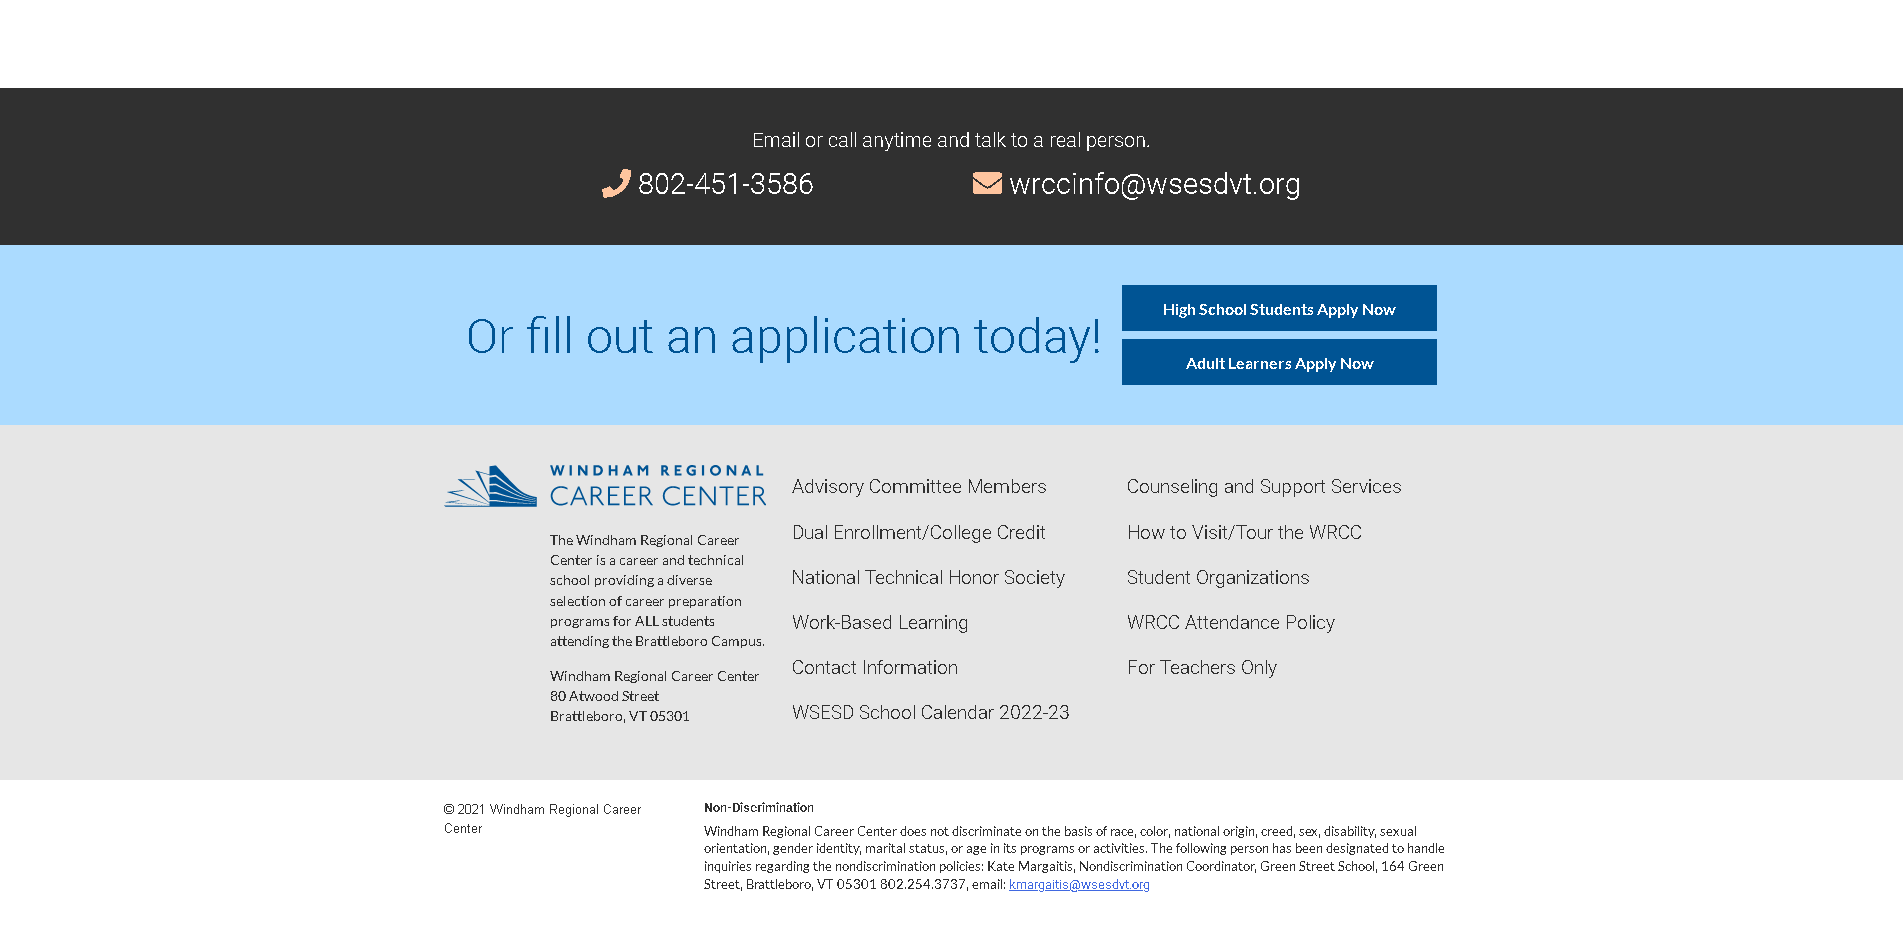 Email or call anytime and talk to a real person.
802-451-3586
wrccinfo@wsesdvt.org
Or fill out an application today!
High School Students Apply Now
Adult Learners Apply Now
WINDHAM REGIONAL
CAREER CENTER
The Windham Regional Career
Center is a career and technical
school providing a diverse
selection of career preparation
programs for ALL students
attending the Brattleboro Campus.
Windham Regional Career Center
80 Atwood Street
Brattleboro, VT 05301
Advisory Committee Members
Dual Enrollment/College Credit
National Technical Honor Society
Work-Based Learning
Contact Information
WSESD School Calendar 2022-23
Counseling and Support Services
How to Visit/Tour the WRCC
Student Organizations
WRCC Attendance Policy
For Teachers Only
© 2021 Windham Regional Career
Center
Non-Discrimination
Windham Regional Career Center does not discriminate on the basis of race, color, national origin, creed, sex, disability, sexual
orientation, gender identity, marital status, or age in its programs or activities. The following person has been designated to handle
inquiries regarding the nondiscrimination policies: Kate Margaitis, Nondiscrimination Coordinator, Green Street School, 164 Green
Street, Brattleboro, VT 05301 802.254.3737, email: kmargaitis@wsesdvt.org